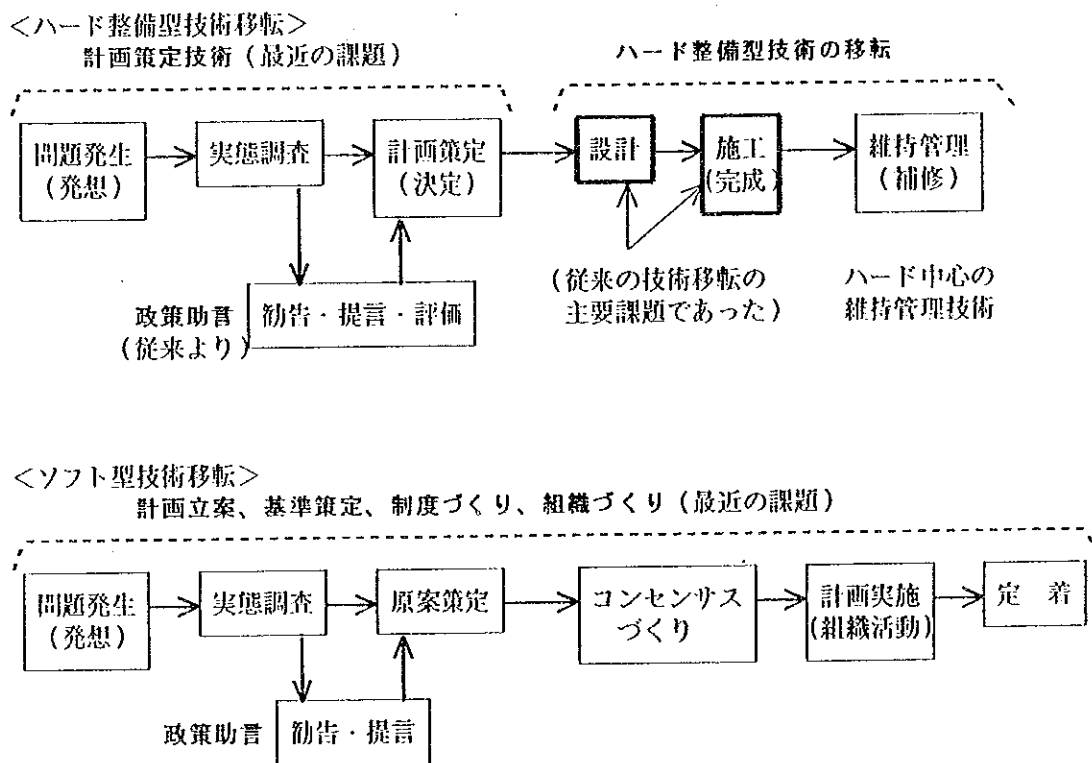 ＜ハード整備型技術移転＞
計画策定技術（最近の課題）
ハード整備型技術の移転
問題発生
（発想）
実態調査
計画策定
（決定）
設計
施工
（完成）
維持管理
（補修）
政策助言
（従来より）
勧告・提言・評価
（従来の技術移転の
主要課題であった）
ハード中心の
維持管理技術
＜ソフト型技術移転＞
計画立案、基準策定、制度づくり、組織づくり（最近の課題）
問題発生
（発想）
実態調査
原案策定
コンセンサス
づくり
計画実施
（組織活動）
定　着
政策助言
勧告・提言